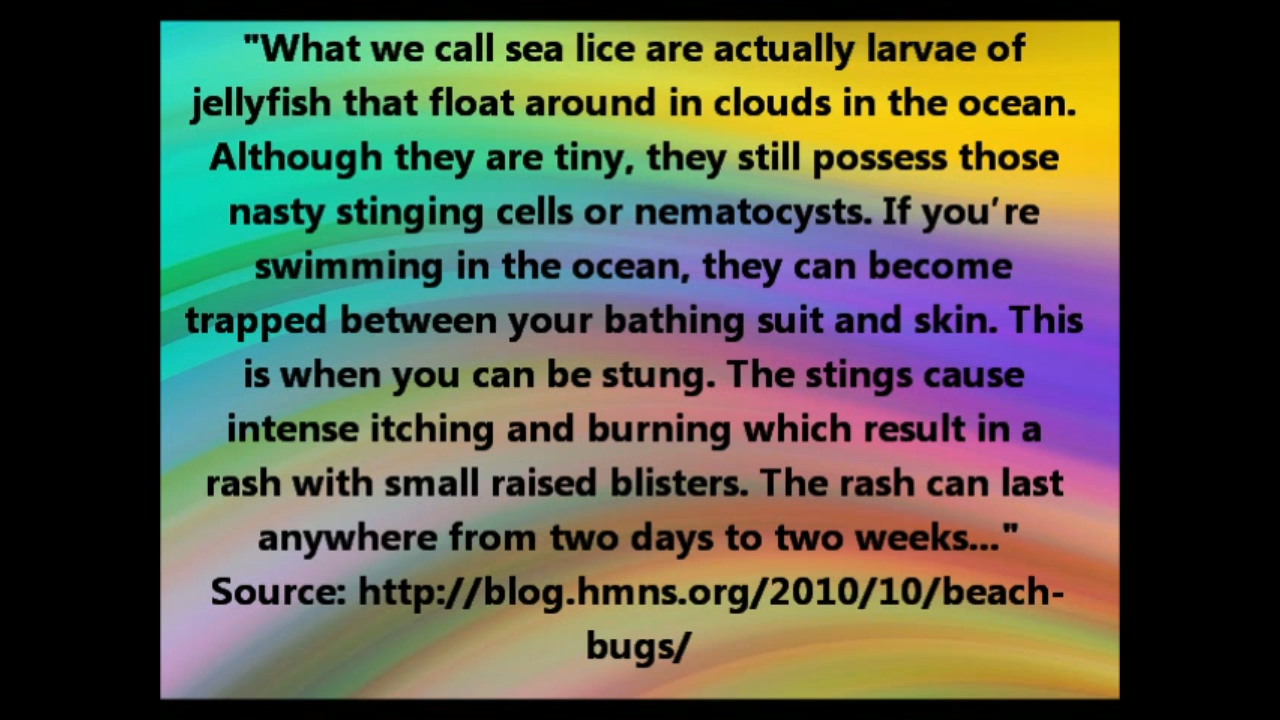 "What we call sea lice are actually larvae of
jellyfish that float around in clouds in the ocean.
Although they are tiny, they still possess those
nasty stinging cells or nematocysts. If you’re
swimming in the ocean, they can become
trapped between your bathing suit and skin. This
is when you can be stung. The stings cause
intense itching and burning which result in a
rash with small raised blisters. The rash can last
anywhere from two days to two weeks..."
Source: http://blog.hmns.org/2010/10/beach-
bugs/